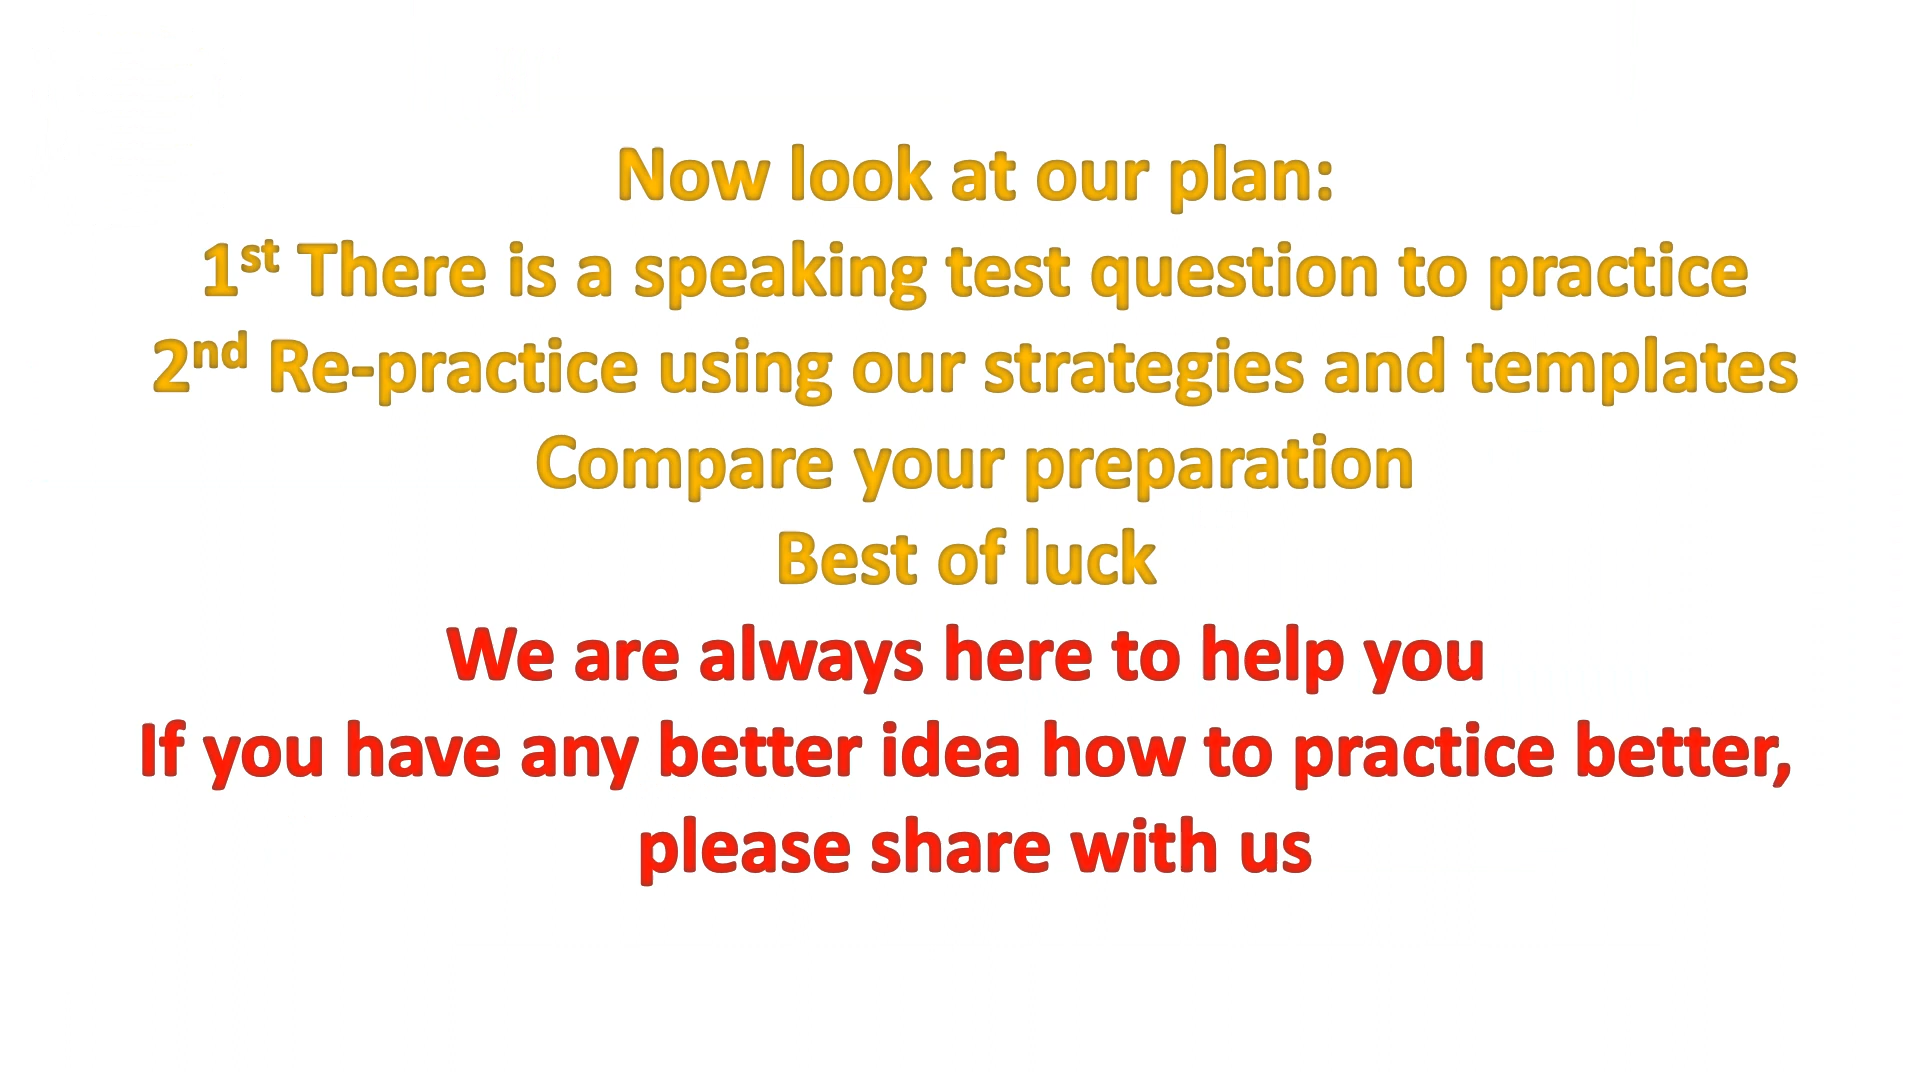 Now look at our plan:
1st There is a speaking test question to practice
2nd Re-practice using our strategies and templates
Compare your preparation
Best of luck
We are always here to help you
If you have any better idea how to practice better,
please share with us